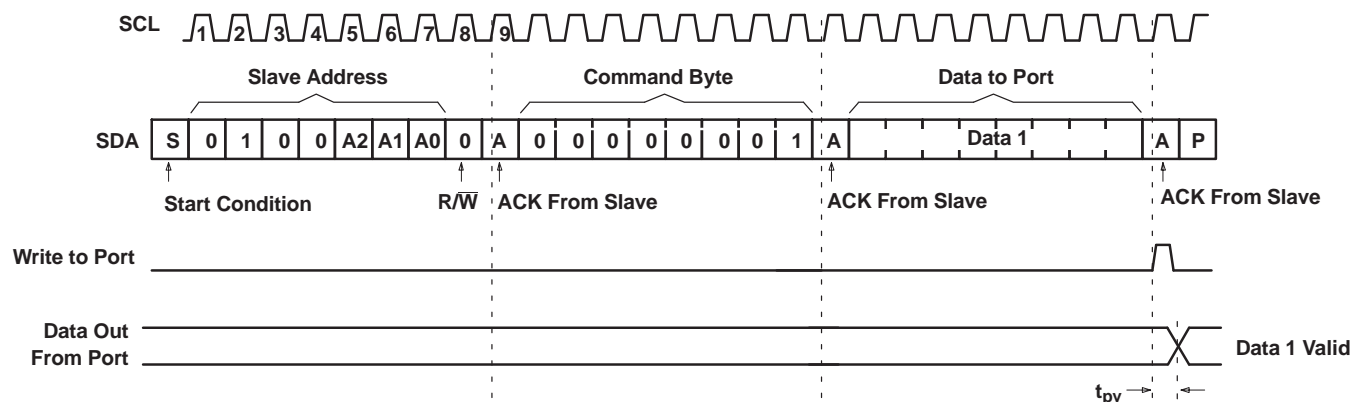 SCL 1 2 3 4 5 6 7 8 9
Slave Address Command Byte Data to Port
SDA S 0 1 0 0 A2 A1 A0 0 A 0 0 0 0 0 0 0 1 A Data 1 A P
Start Condition R/W̅ ACK From Slave ACK From Slave ACK From Slave
Write to Port
Data Out
From Port
Data 1 Valid
tpv